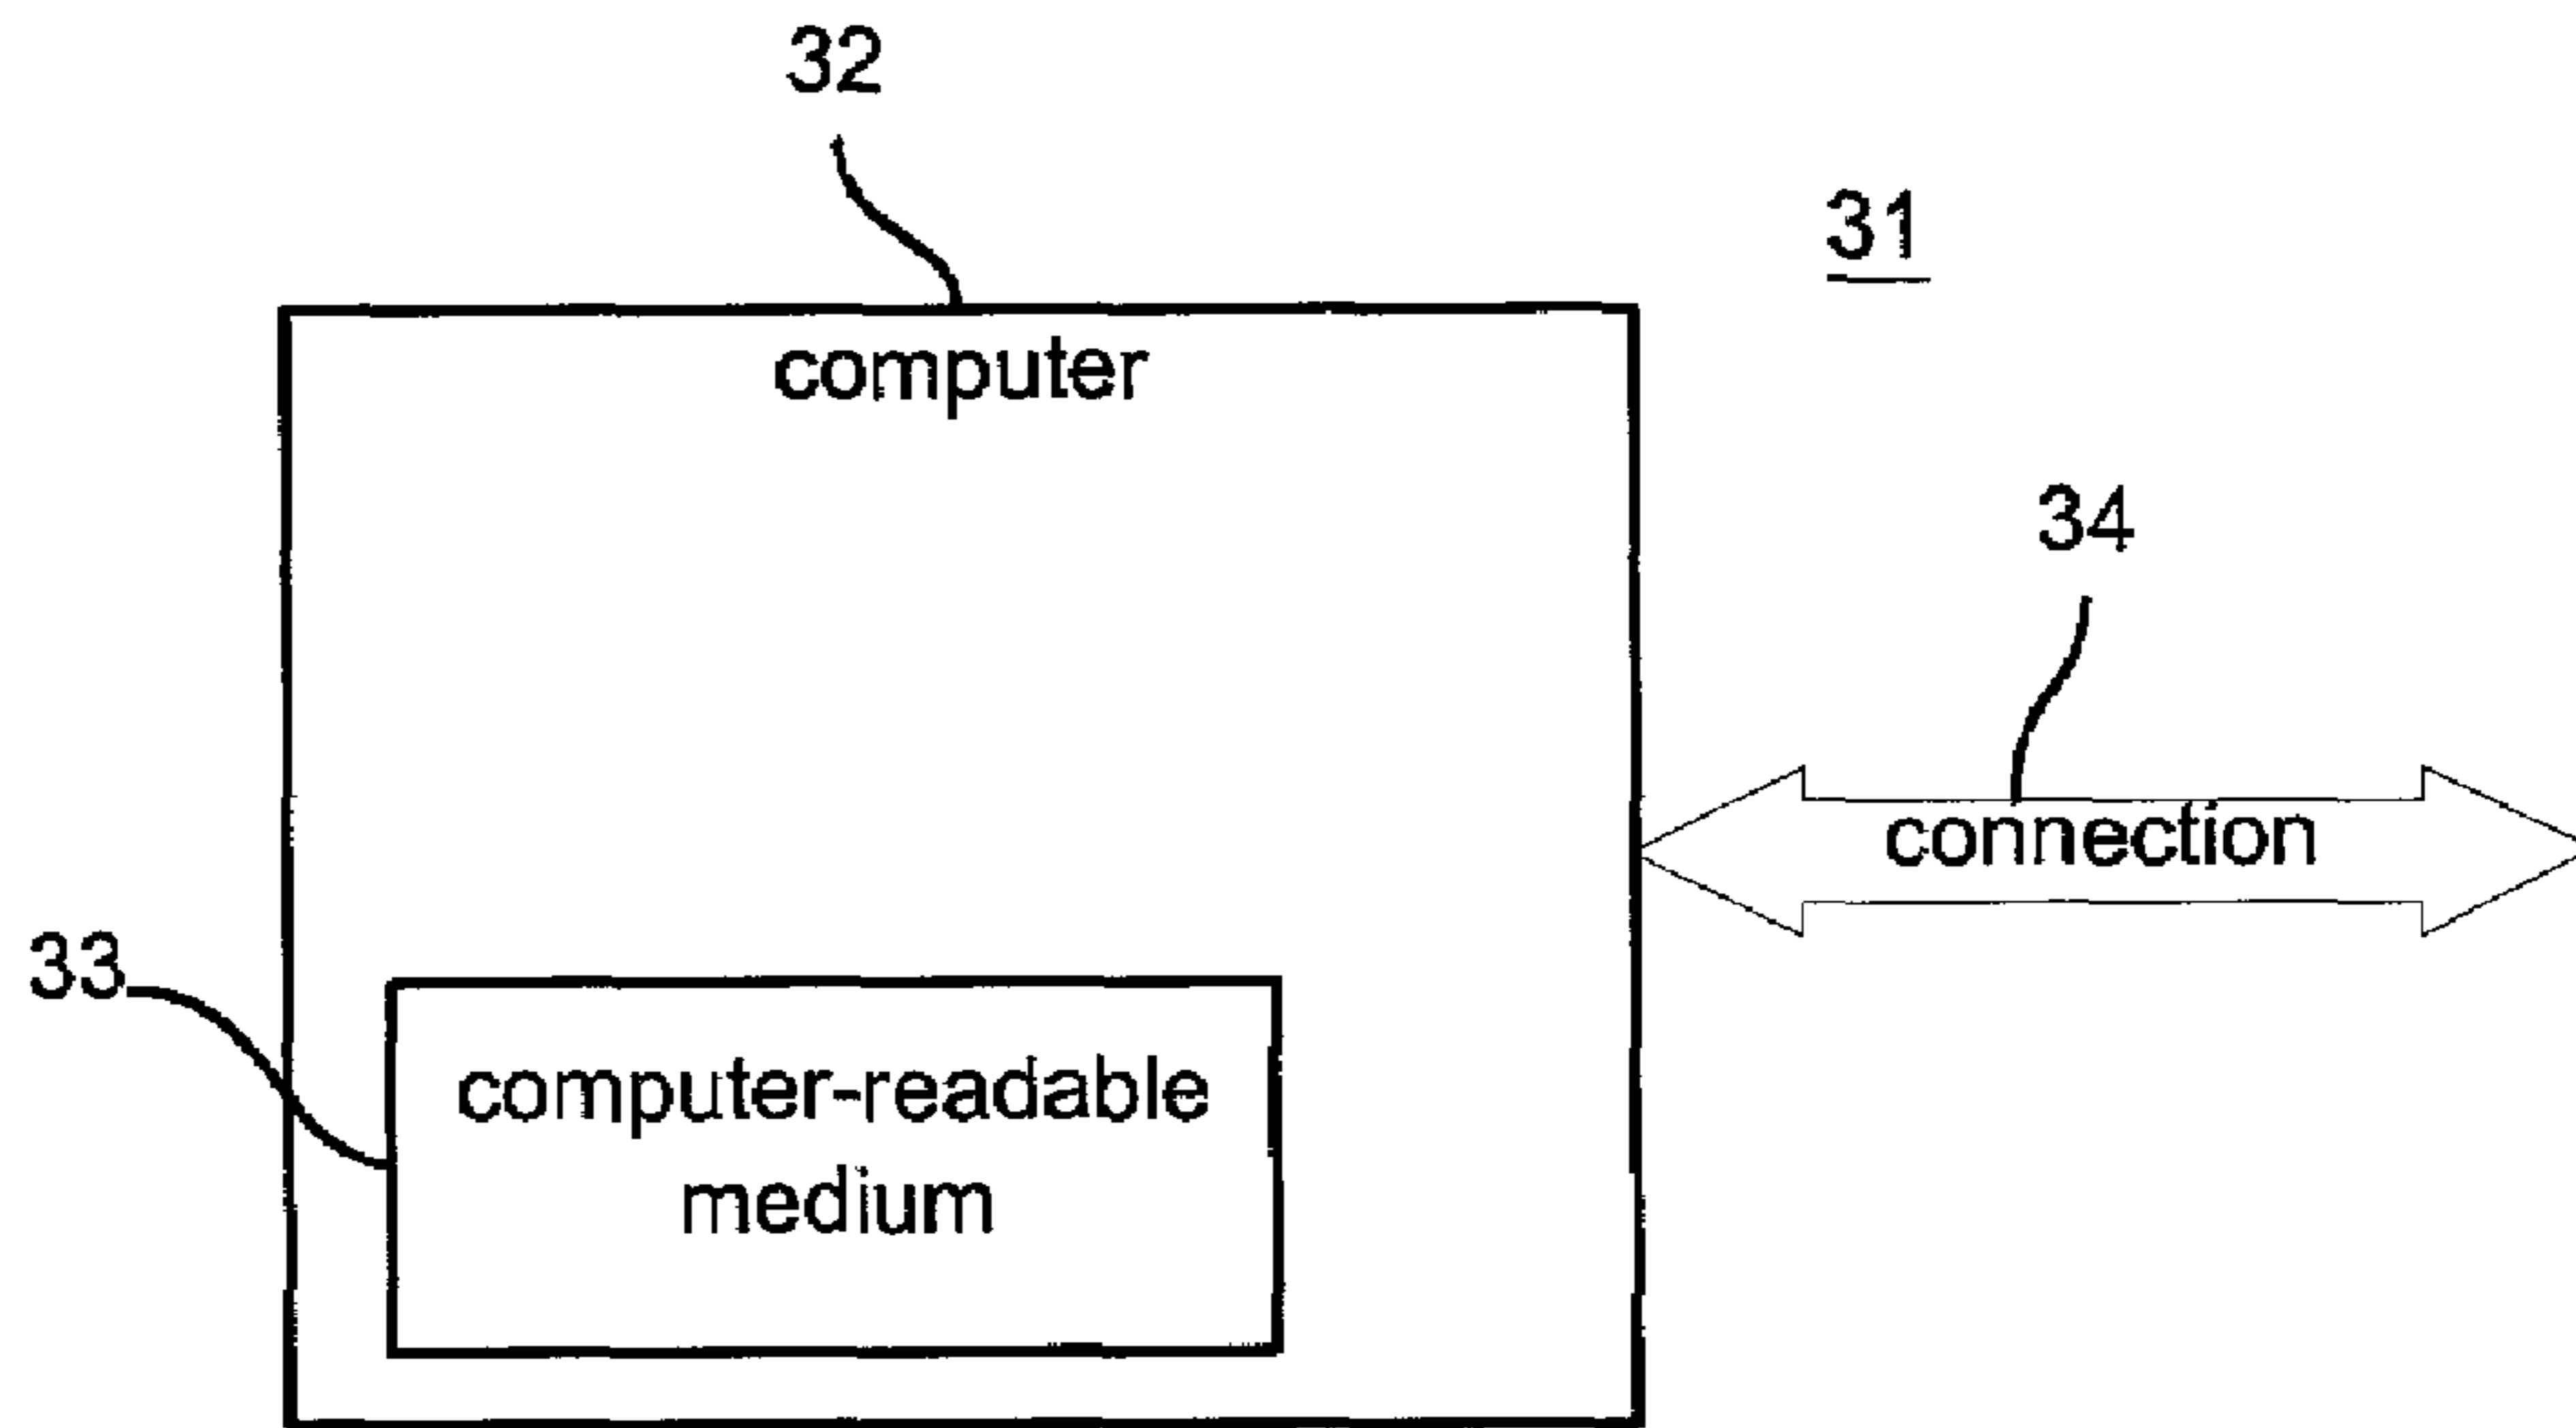 32
31
computer
34
connection
33
computer-readable
medium